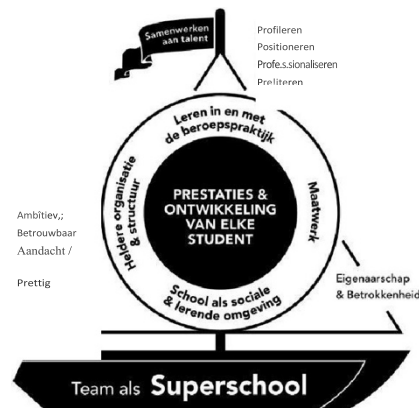 Samenwerken
aan talent
Profileren
Positioneren
Profe.s.sionaliseren
Preliteren
Leren in en met
de beroepspraktijk
Heldere organisatie
& structuur
PRESTATIES &
ONTWIKKELING
VAN ELKE
STUDENT
Maatwerk
School als sociale
& lerende omgeving
Ambîtiev,;
Betrouwbaar
Aandacht /
Prettig
Eigenaarschap
& Betrokkenheid
Team als Superschool